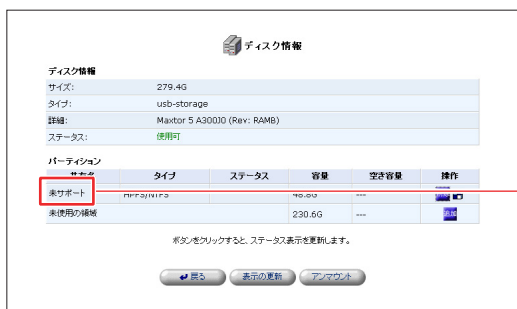 ディスク情報
ディスク情報
サイズ: 279.4G
タイプ: usb-storage
詳細: Maxtor 5 A300J0 (Rev: RAMB)
ステータス: 使用可
パーティション
共有名 タイプ ステータス 容量 空き容量 操作
未サポート HPFS/NTFS 48.8G ---
未使用の領域 230.6G --- 追加
ボタンをクリックすると、ステータス表示を更新します。
戻る 表示の更新 アンマウント